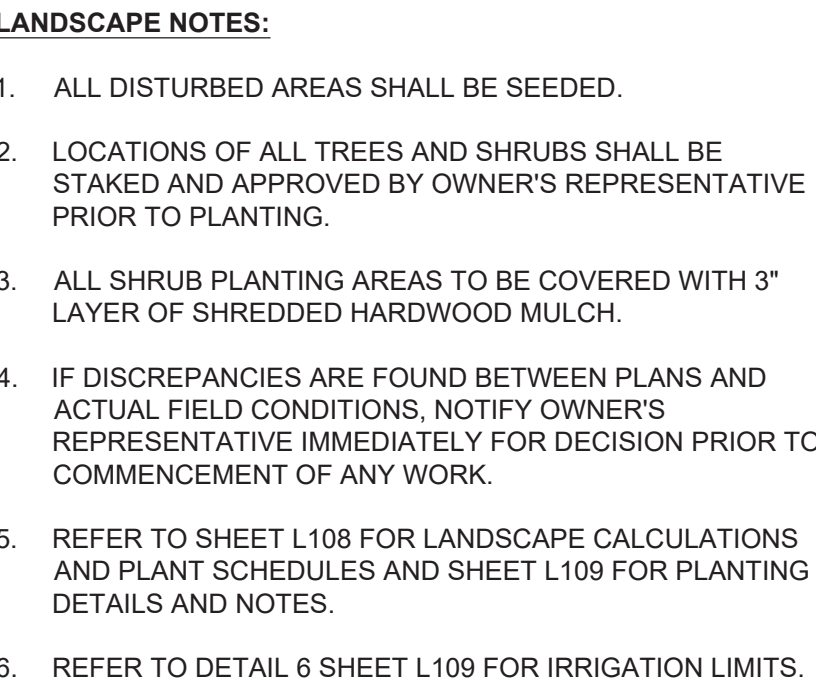 LANDSCAPE NOTES:
1. ALL DISTURBED AREAS SHALL BE SEEDED.
2. LOCATIONS OF ALL TREES AND SHRUBS SHALL BE
STAKED AND APPROVED BY OWNER'S REPRESENTATIVE
PRIOR TO PLANTING.
3. ALL SHRUB PLANTING AREAS TO BE COVERED WITH 3"
LAYER OF SHREDDED HARDWOOD MULCH.
4. IF DISCREPANCIES ARE FOUND BETWEEN PLANS AND
ACTUAL FIELD CONDITIONS, NOTIFY OWNER'S
REPRESENTATIVE IMMEDIATELY FOR DECISION PRIOR TO
COMMENCEMENT OF ANY WORK.
5. REFER TO SHEET L108 FOR LANDSCAPE CALCULATIONS
AND PLANT SCHEDULES AND SHEET L109 FOR PLANTING
DETAILS AND NOTES.
6. REFER TO DETAIL 6 SHEET L109 FOR IRRIGATION LIMITS.